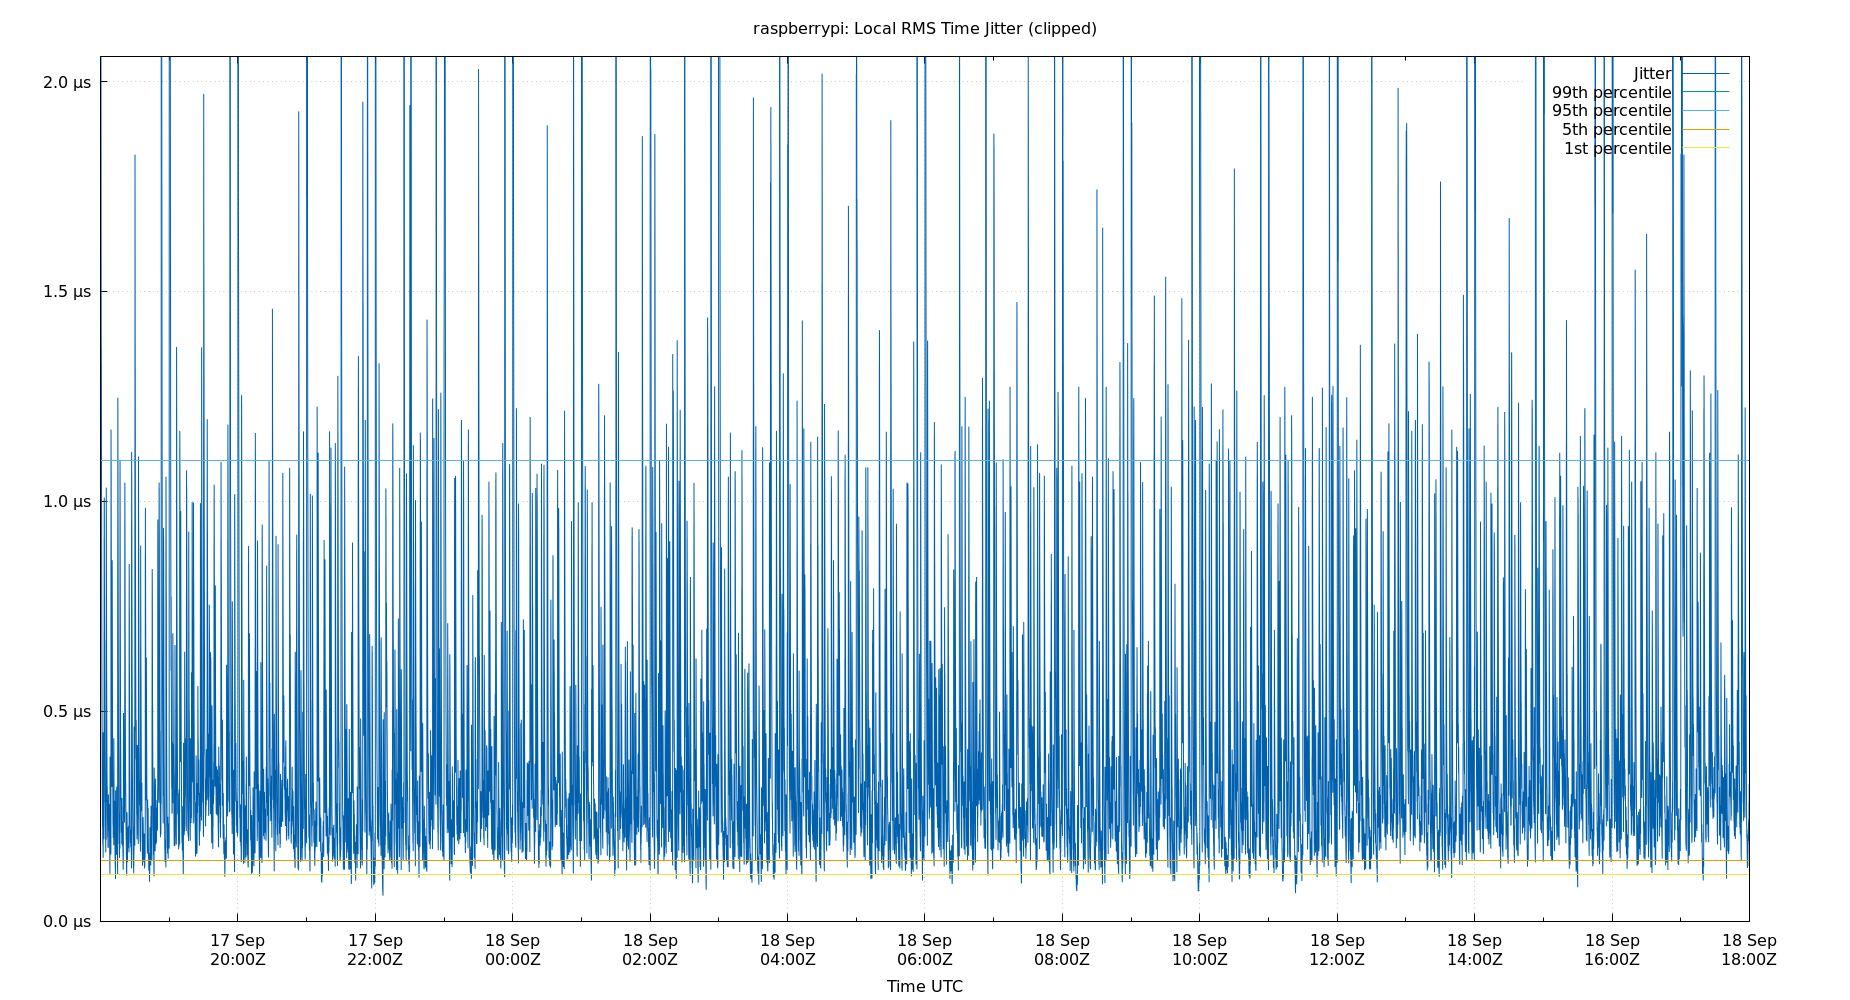 raspberrypi: Local RMS Time Jitter (clipped)
2.0 µs
1.5 µs
1.0 µs
0.5 µs
0.0 µs
Jitter
99th percentile
95th percentile
5th percentile
1st percentile
17 Sep 17 Sep 18 Sep 18 Sep 18 Sep 18 Sep 18 Sep 18 Sep 18 Sep 18 Sep 18 Sep 18 Sep
20:00Z 22:00Z 00:00Z 02:00Z 04:00Z 06:00Z 08:00Z 10:00Z 12:00Z 14:00Z 16:00Z 18:00Z
Time UTC